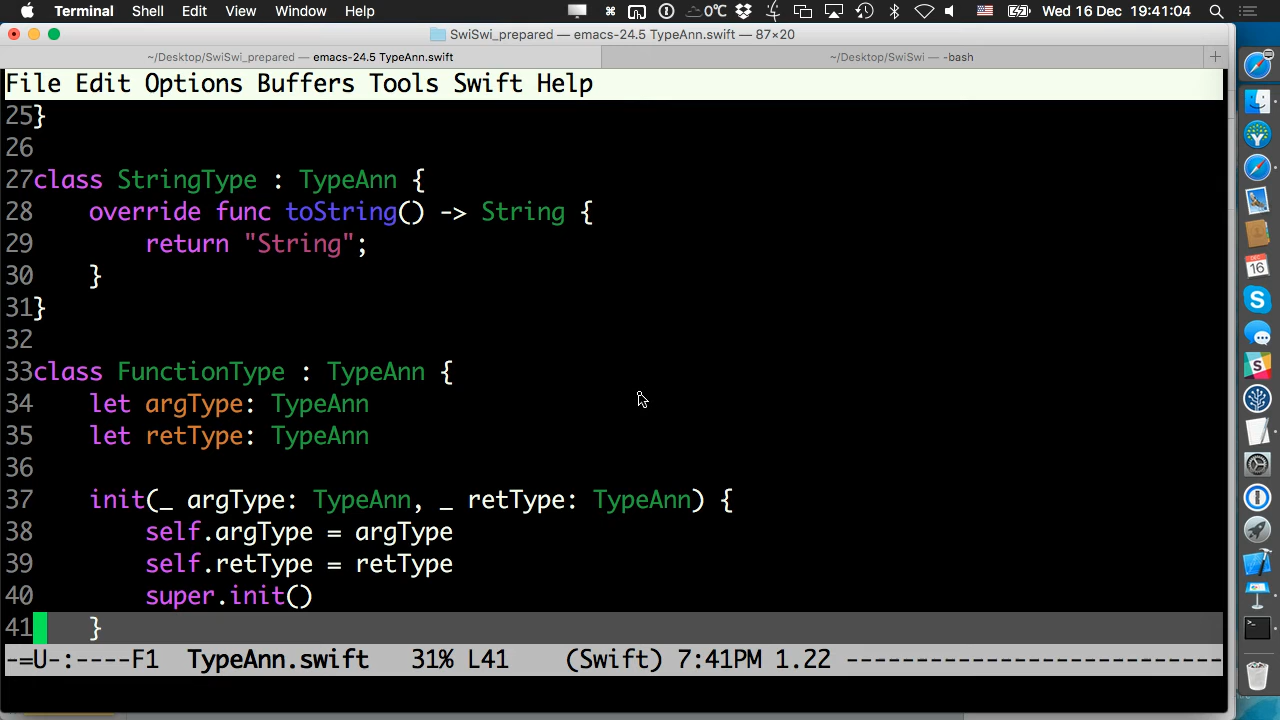 Terminal Shell Edit View Window Help 0°C Wed 16 Dec 19:41:04
SwiSwi_prepared — emacs-24.5 TypeAnn.swift — 87×20
~/Desktop/SwiSwi_prepared — emacs-24.5 TypeAnn.swift ~/Desktop/SwiSwi — -bash
File Edit Options Buffers Tools Swift Help
25}
26
27class StringType : TypeAnn {
28    override func toString() -> String {
29        return "String";
30    }
31}
32
33class FunctionType : TypeAnn {
34    let argType: TypeAnn
35    let retType: TypeAnn
36
37    init(_ argType: TypeAnn, _ retType: TypeAnn) {
38        self.argType = argType
39        self.retType = retType
40        super.init()
41    }
-=U-:----F1  TypeAnn.swift   31% L41    (Swift) 7:41PM 1.22 ---------------------------
DEC
16